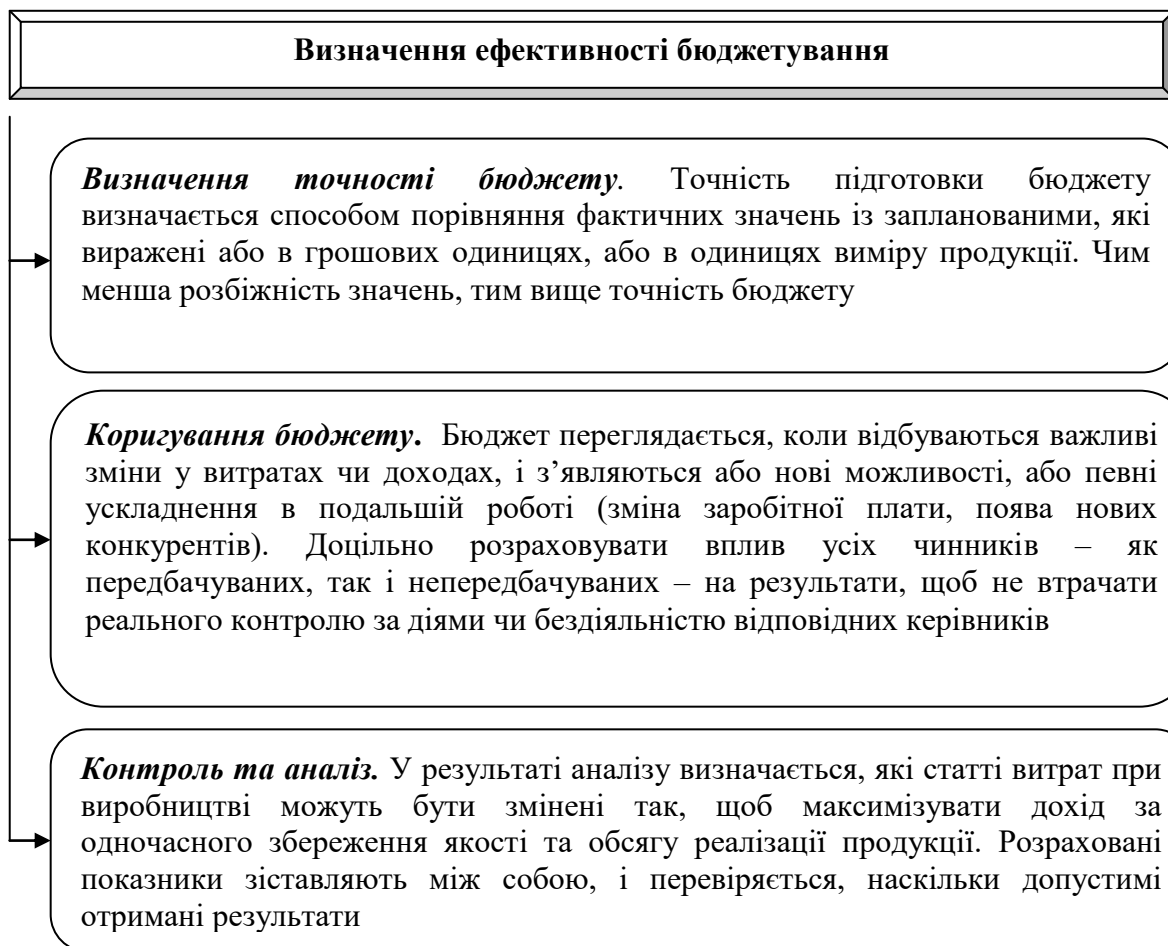 Визначення ефективності бюджетування
Визначення точності бюджету. Точність підготовки бюджету
визначається способом порівняння фактичних значень із запланованими, які
виражені або в грошових одиницях, або в одиницях виміру продукції. Чим
менша розбіжність значень, тим вище точність бюджету
Коригування бюджету. Бюджет переглядається, коли відбуваються важливі
зміни у витратах чи доходах, і з’являються або нові можливості, або певні
ускладнення в подальшій роботі (зміна заробітної плати, поява нових
конкурентів). Доцільно розраховувати вплив усіх чинників – як
передбачуваних, так і непередбачуваних – на результати, щоб не втрачати
реального контролю за діями чи бездіяльністю відповідних керівників
Контроль та аналіз. У результаті аналізу визначається, які статті витрат при
виробництві можуть бути змінені так, щоб максимізувати дохід за
одночасного збереження якості та обсягу реалізації продукції. Розраховані
показники зіставляють між собою, і перевіряється, наскільки допустимі
отримані результати